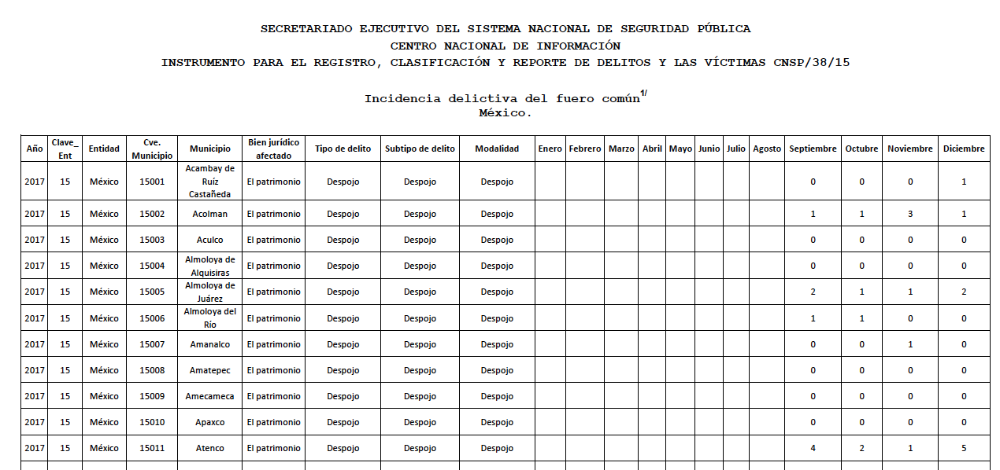 SECRETARIADO EJECUTIVO DEL SISTEMA NACIONAL DE SEGURIDAD PÚBLICA
CENTRO NACIONAL DE INFORMACIÓN
INSTRUMENTO PARA EL REGISTRO, CLASIFICACIÓN Y REPORTE DE DELITOS Y LAS VÍCTIMAS CNSP/38/15
Incidencia delictiva del fuero común1/
México.
Año Clave_Ent Entidad Cve. Municipio Municipio Bien jurídico afectado Tipo de delito Subtipo de delito Modalidad Enero Febrero Marzo Abril Mayo Junio Julio Agosto Septiembre Octubre Noviembre Diciembre
2017 15 México 15001 Acambay de Ruíz Castañeda El patrimonio Despojo Despojo Despojo 0 0 0 1
2017 15 México 15002 Acolman El patrimonio Despojo Despojo Despojo 1 1 3 1
2017 15 México 15003 Aculco El patrimonio Despojo Despojo Despojo 0 0 0 0
2017 15 México 15004 Almoloya de Alquisiras El patrimonio Despojo Despojo Despojo 0 0 0 0
2017 15 México 15005 Almoloya de Juárez El patrimonio Despojo Despojo Despojo 2 1 1 2
2017 15 México 15006 Almoloya del Río El patrimonio Despojo Despojo Despojo 1 1 0 0
2017 15 México 15007 Amanalco El patrimonio Despojo Despojo Despojo 0 0 1 0
2017 15 México 15008 Amatepec El patrimonio Despojo Despojo Despojo 0 0 0 0
2017 15 México 15009 Amecameca El patrimonio Despojo Despojo Despojo 0 0 0 0
2017 15 México 15010 Apaxco El patrimonio Despojo Despojo Despojo 0 0 0 0
2017 15 México 15011 Atenco El patrimonio Despojo Despojo Despojo 4 2 1 5